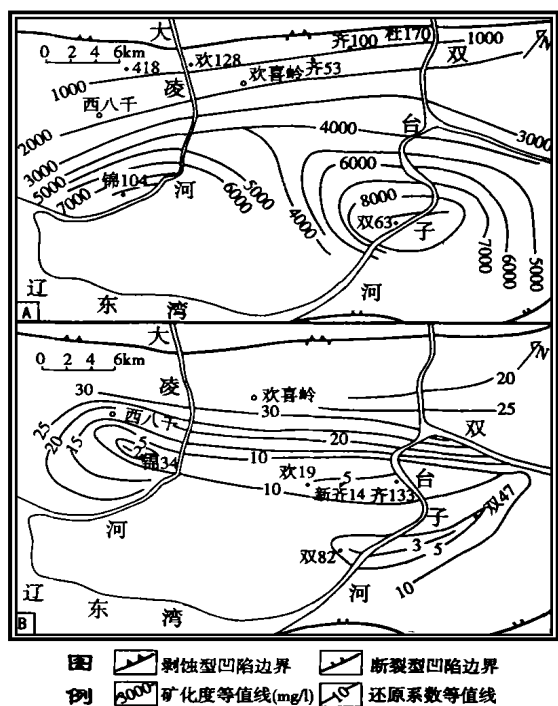 大
杜170
齐100
双
1000
N
0 2 4 6km
欢128
418
凌
欢喜岭
齐53
1000
西八千
台
2000
4000
3000
3000
6000
5000
锦104
河
5000
7000
6000
4000
8000
双63
子
7000
6000
5000
辽
东
湾
河
A
大
0 2 4 6km
凌
欢喜岭
20
N
30
30
25
西八千
双
25
20
15
20
5
2
锦34
10
欢19
5
台
10
新齐14
齐133
河
子
双47
3
双82
5
辽
东
湾
河
10
B
图 剥蚀型凹陷边界 断裂型凹陷边界
例 3000 矿化度等值线(mg/l) 10 还原系数等值线